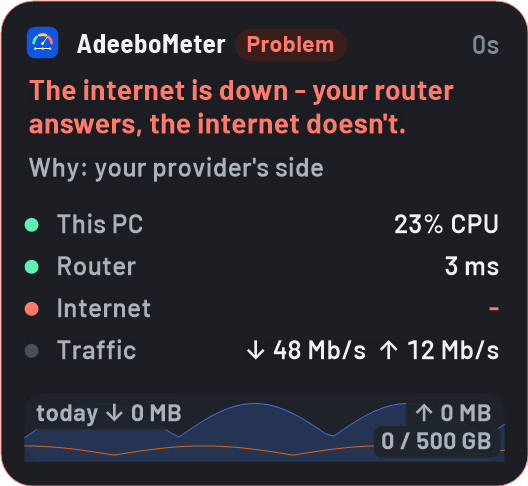 AdeeboMeter Problem 0s
The internet is down - your router
answers, the internet doesn't.
Why: your provider's side
This PC 23% CPU
Router 3 ms
Internet -
Traffic ↓ 48 Mb/s ↑ 12 Mb/s
today ↓ 0 MB ↑ 0 MB
0 / 500 GB